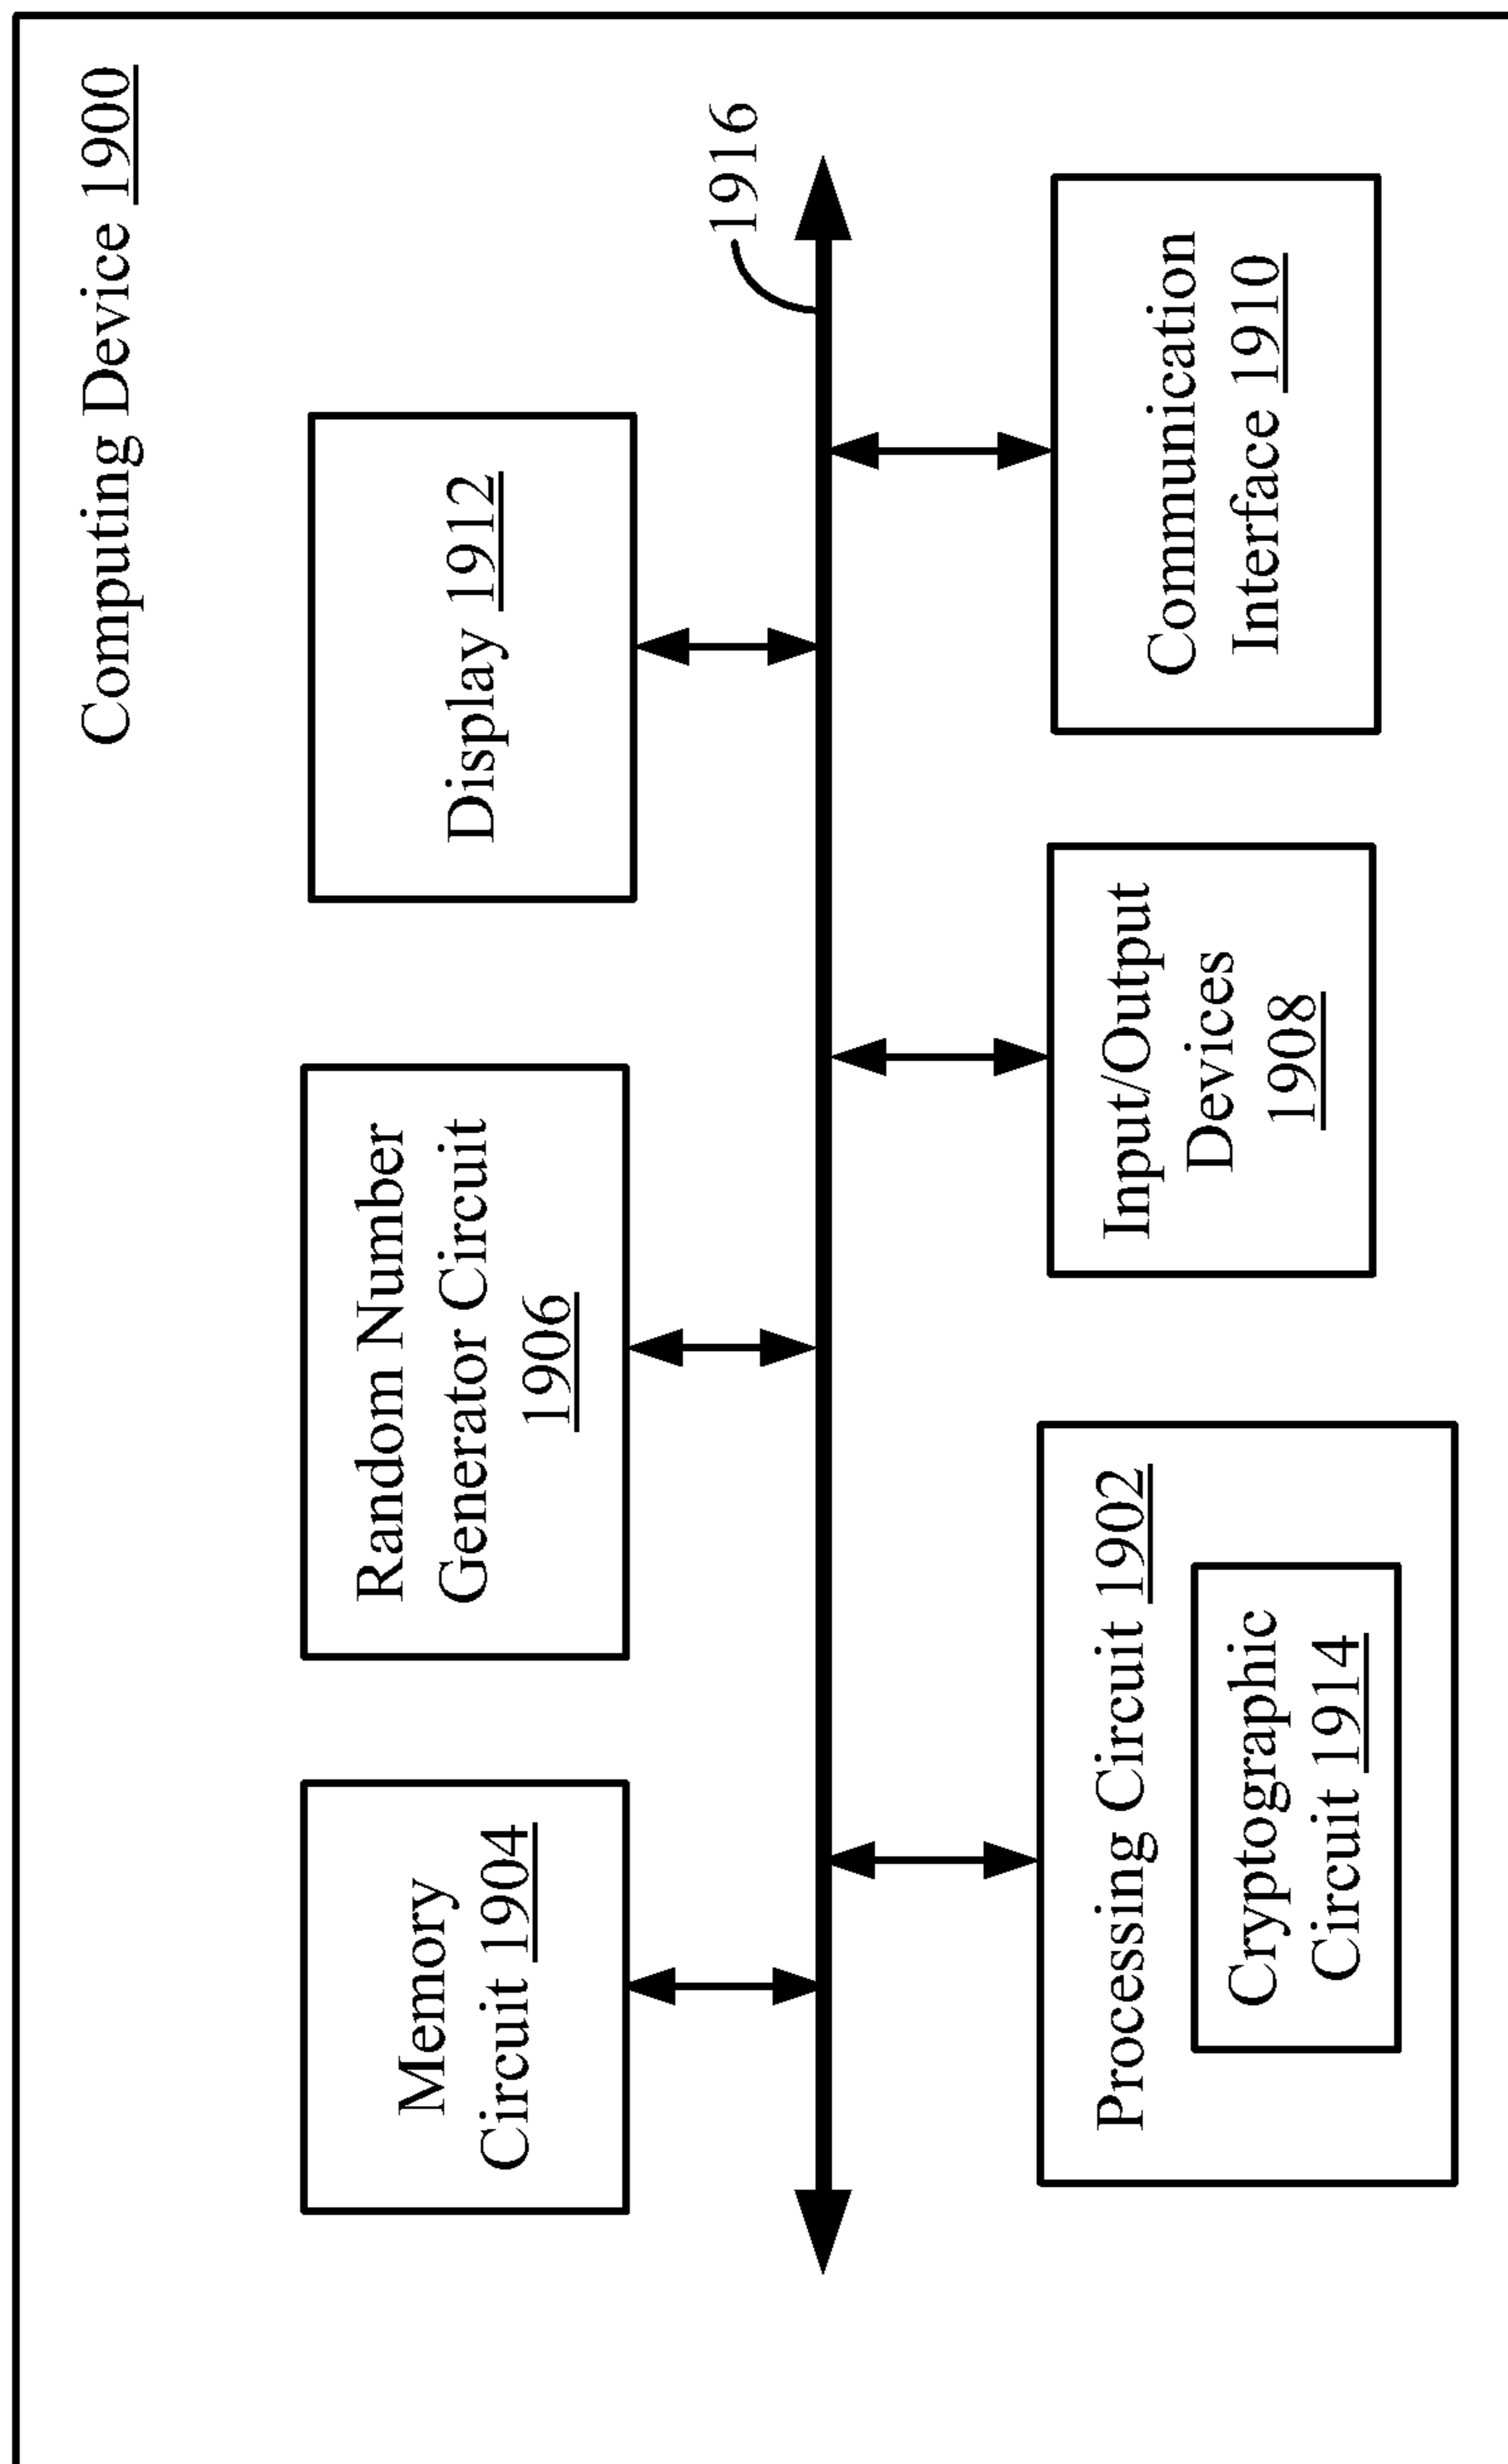 Computing Device 1900
Memory
Circuit 1904
Random Number
Generator Circuit
1906
Display 1912
1916
Processing Circuit 1902
Cryptographic
Circuit 1914
Input/Output
Devices
1908
Communication
Interface 1910